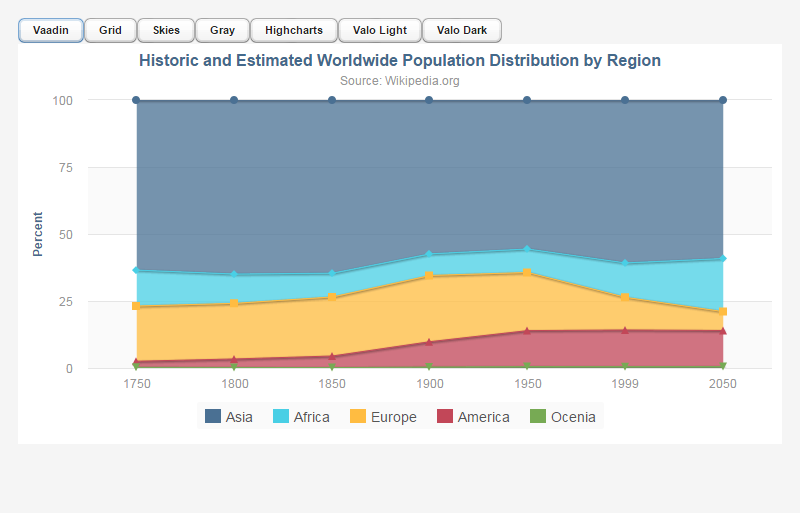 Vaadin Grid Skies Gray Highcharts Valo Light Valo Dark
Historic and Estimated Worldwide Population Distribution by Region
Source: Wikipedia.org
100
75
50
25
0
Percent
1750 1800 1850 1900 1950 1999 2050
Asia Africa Europe America Ocenia